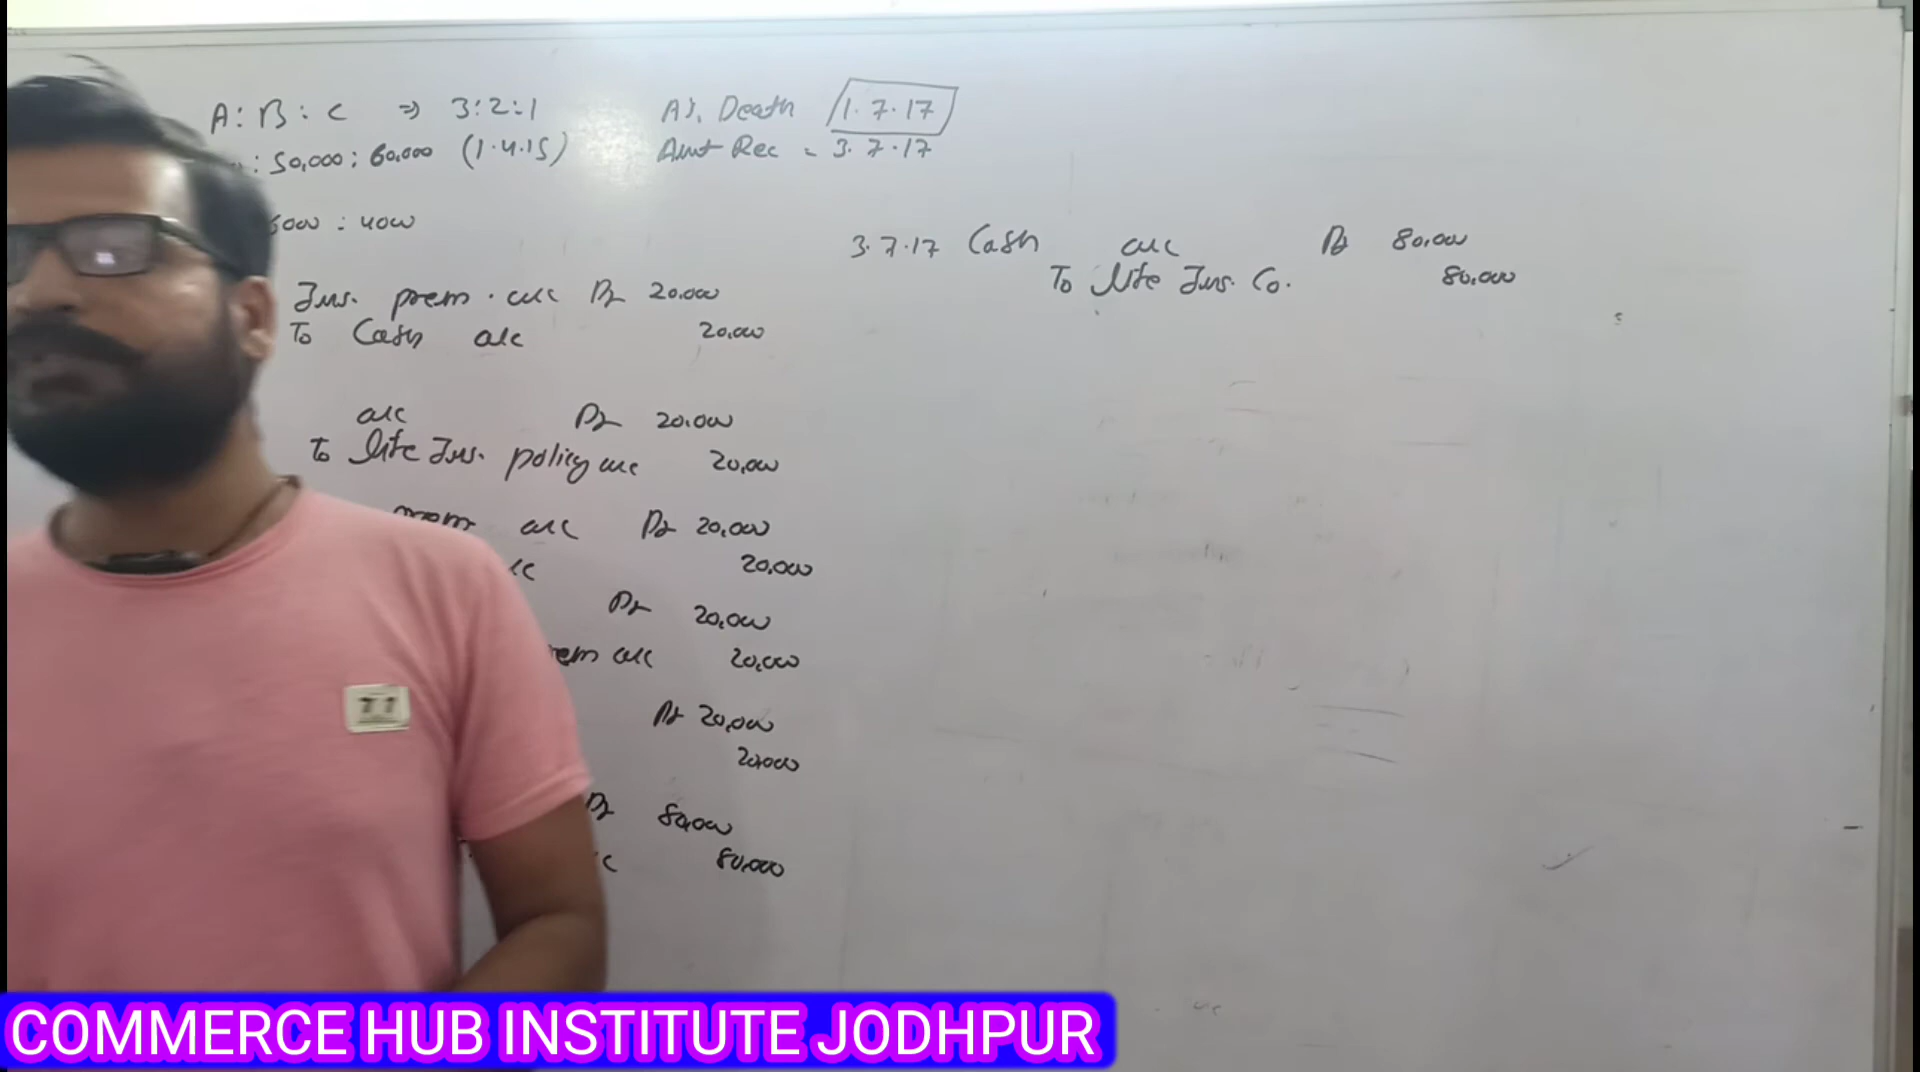 A : B : C ⇒ 3:2:1
: 50,000 : 60,000 (1.4.15)
A's Death 1.7.17
Amt Rec = 3.7.17
: 4000
Ins. prem. a/c Dr 20,000
To Cash a/c 20,000
a/c Dr 20,000
To Life Ins. policy a/c 20,000
prem a/c Dr 20,000
20,000
Dr 20,000
prem a/c 20,000
Dr 20,000
20,000
Dr 80,000
80,000
3.7.17 Cash a/c Dr 80,000
To Life Ins. Co. 80,000
COMMERCE HUB INSTITUTE JODHPUR